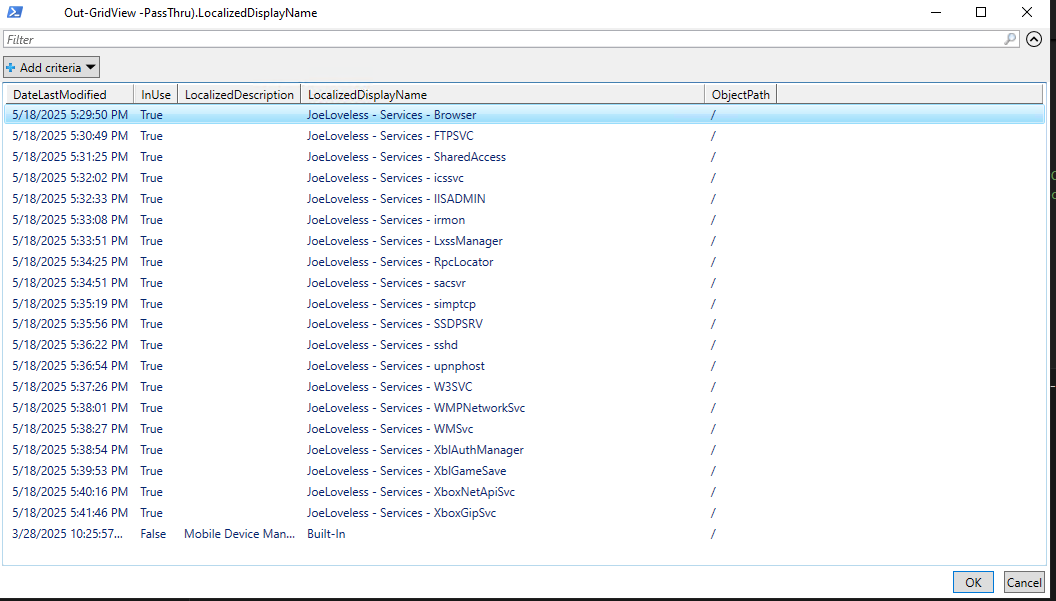 Out-GridView -PassThru).LocalizedDisplayName
Filter
Add criteria
DateLastModified InUse LocalizedDescription LocalizedDisplayName ObjectPath
5/18/2025 5:29:50 PM True JoeLoveless - Services - Browser /
5/18/2025 5:30:49 PM True JoeLoveless - Services - FTPSVC /
5/18/2025 5:31:25 PM True JoeLoveless - Services - SharedAccess /
5/18/2025 5:32:02 PM True JoeLoveless - Services - icssvc /
5/18/2025 5:32:33 PM True JoeLoveless - Services - IISADMIN /
5/18/2025 5:33:08 PM True JoeLoveless - Services - irmon /
5/18/2025 5:33:51 PM True JoeLoveless - Services - LxssManager /
5/18/2025 5:34:25 PM True JoeLoveless - Services - RpcLocator /
5/18/2025 5:34:51 PM True JoeLoveless - Services - sacsvr /
5/18/2025 5:35:19 PM True JoeLoveless - Services - simptcp /
5/18/2025 5:35:56 PM True JoeLoveless - Services - SSDPSRV /
5/18/2025 5:36:22 PM True JoeLoveless - Services - sshd /
5/18/2025 5:36:54 PM True JoeLoveless - Services - upnphost /
5/18/2025 5:37:26 PM True JoeLoveless - Services - W3SVC /
5/18/2025 5:38:01 PM True JoeLoveless - Services - WMPNetworkSvc /
5/18/2025 5:38:27 PM True JoeLoveless - Services - WMSvc /
5/18/2025 5:38:54 PM True JoeLoveless - Services - XblAuthManager /
5/18/2025 5:39:53 PM True JoeLoveless - Services - XblGameSave /
5/18/2025 5:40:16 PM True JoeLoveless - Services - XboxNetApiSvc /
5/18/2025 5:41:46 PM True JoeLoveless - Services - XboxGipSvc /
3/28/2025 10:25:57... False Mobile Device Man... Built-In /
OK Cancel